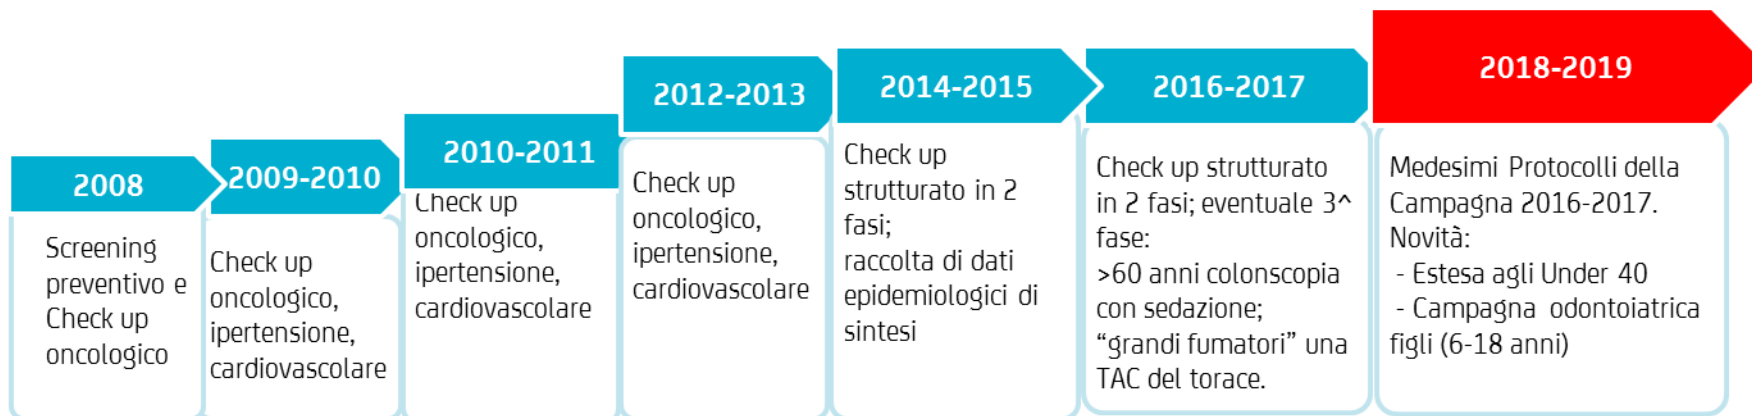 2008
Screening
preventivo e
Check up
oncologico
2009-2010
Check up
oncologico,
ipertensione,
cardiovascolare
2010-2011
Check up
oncologico,
ipertensione,
cardiovascolare
2012-2013
Check up
oncologico,
ipertensione,
cardiovascolare
2014-2015
Check up
strutturato in 2
fasi;
raccolta di dati
epidemiologici di
sintesi
2016-2017
Check up strutturato
in 2 fasi; eventuale 3^
fase:
>60 anni colonscopia
con sedazione;
“grandi fumatori” una
TAC del torace.
2018-2019
Medesimi Protocolli della
Campagna 2016-2017.
Novità:
- Estesa agli Under 40
- Campagna odontoiatrica
figli (6-18 anni)